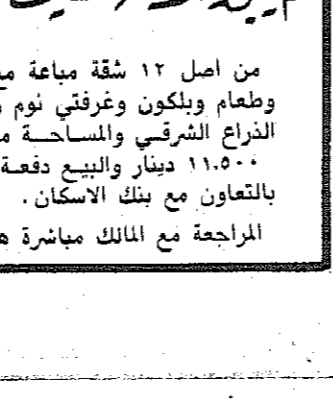 من اصل ١٢ شقة مباعة
وطعام وبلكون وغرفتي نوم
الذراع الشرقي والمساحة
١١.٥٠٠ دينار والبيع دفعة
بالتعاون مع بنك الاسكان .
المراجعة مع المالك مباشرة